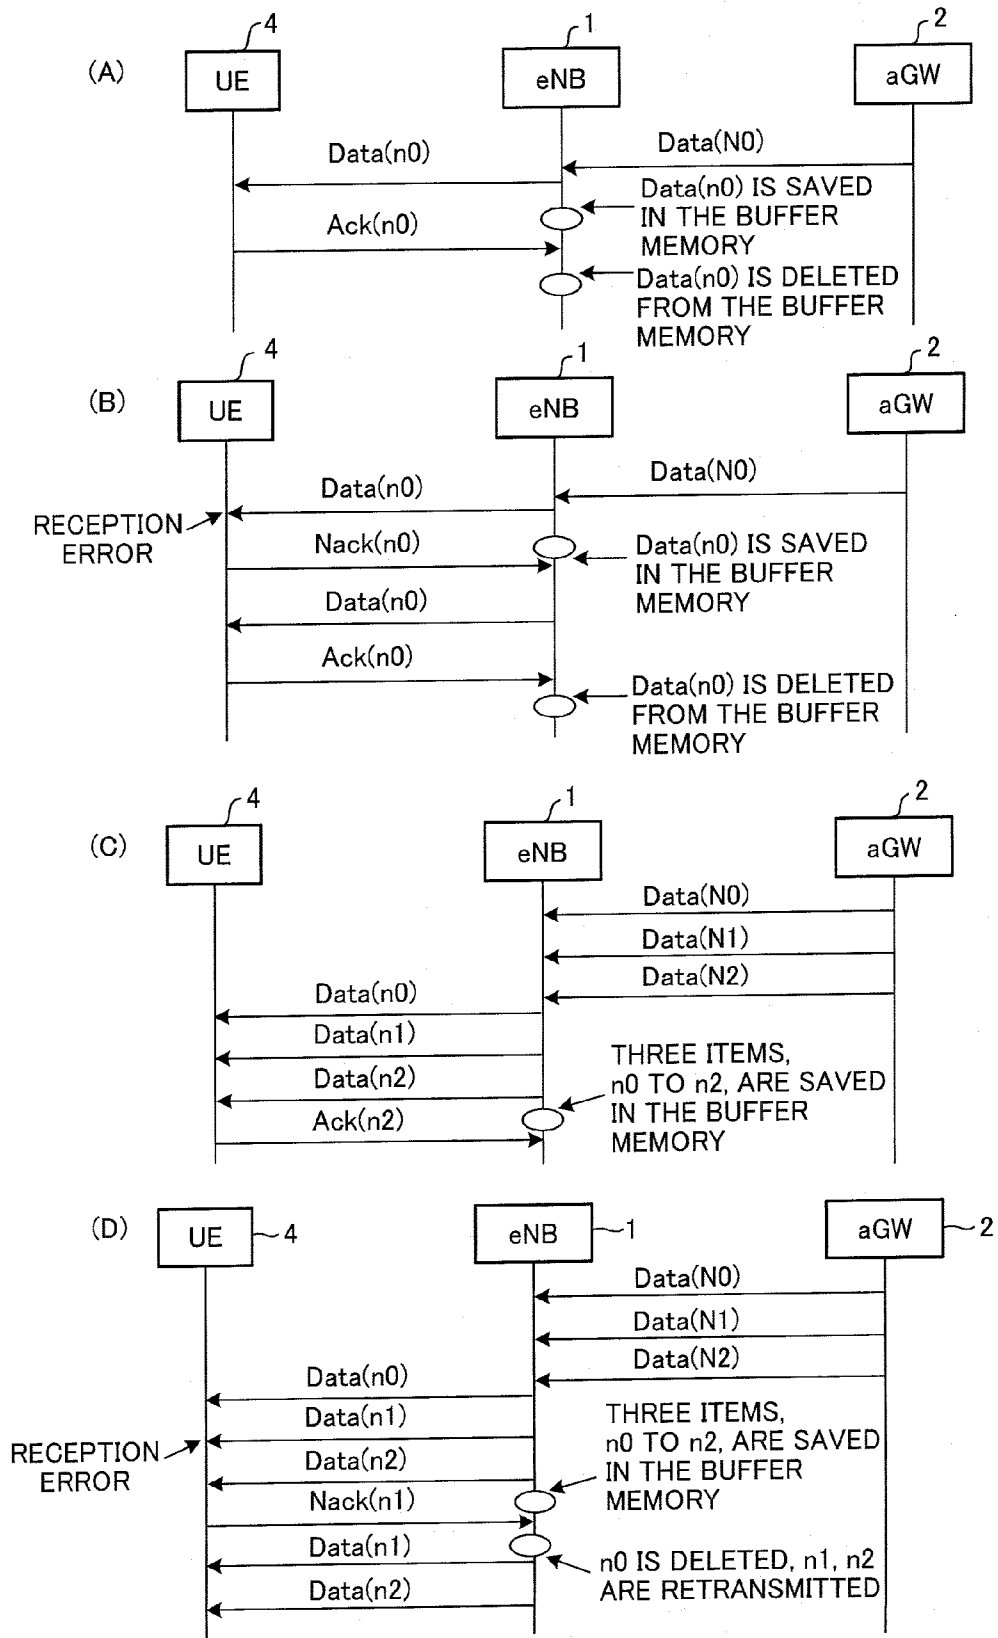 4
1
2
(A)
UE
eNB
aGW
Data(n0)
Data(N0)
Data(n0) IS SAVED
IN THE BUFFER
MEMORY
Ack(n0)
Data(n0) IS DELETED
FROM THE BUFFER
MEMORY
4
1
2
(B)
UE
eNB
aGW
Data(n0)
Data(N0)
RECEPTION
ERROR
Nack(n0)
Data(n0) IS SAVED
IN THE BUFFER
MEMORY
Data(n0)
Ack(n0)
Data(n0) IS DELETED
FROM THE BUFFER
MEMORY
4
1
2
(C)
UE
eNB
aGW
Data(N0)
Data(N1)
Data(N2)
Data(n0)
Data(n1)
Data(n2)
Ack(n2)
THREE ITEMS,
n0 TO n2, ARE SAVED
IN THE BUFFER
MEMORY
(D)
UE
4
eNB
1
aGW
2
Data(N0)
Data(N1)
Data(N2)
Data(n0)
Data(n1)
RECEPTION
ERROR
Data(n2)
Nack(n1)
THREE ITEMS,
n0 TO n2, ARE SAVED
IN THE BUFFER
MEMORY
Data(n1)
Data(n2)
n0 IS DELETED, n1, n2
ARE RETRANSMITTED